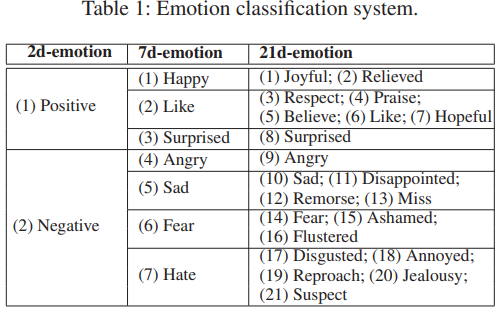 Table 1: Emotion classification system.
2d-emotion 7d-emotion 21d-emotion
(1) Positive
(1) Happy
(1) Joyful; (2) Relieved
(2) Like
(3) Respect; (4) Praise;
(5) Believe; (6) Like; (7) Hopeful
(3) Surprised
(8) Surprised
(2) Negative
(4) Angry
(9) Angry
(5) Sad
(10) Sad; (11) Disappointed;
(12) Remorse; (13) Miss
(6) Fear
(14) Fear; (15) Ashamed;
(16) Flustered
(7) Hate
(17) Disgusted; (18) Annoyed;
(19) Reproach; (20) Jealousy;
(21) Suspect